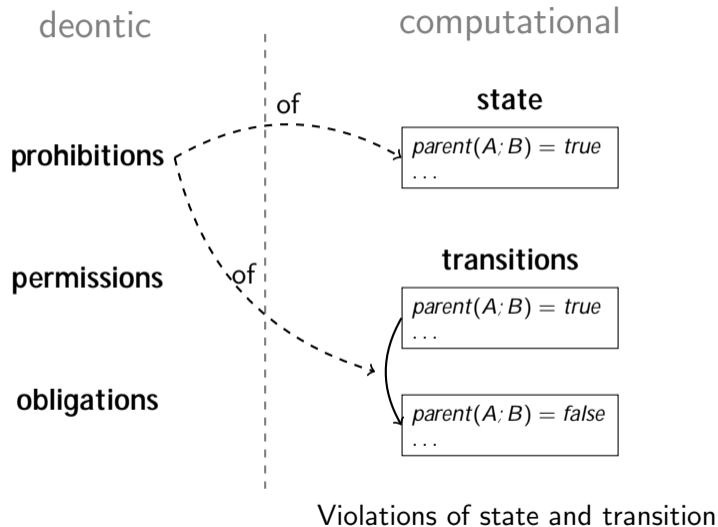 deontic
computational
prohibitions
of
state
parent(A; B) = true
...
permissions
of
transitions
parent(A; B) = true
...
obligations
parent(A; B) = false
...
Violations of state and transition